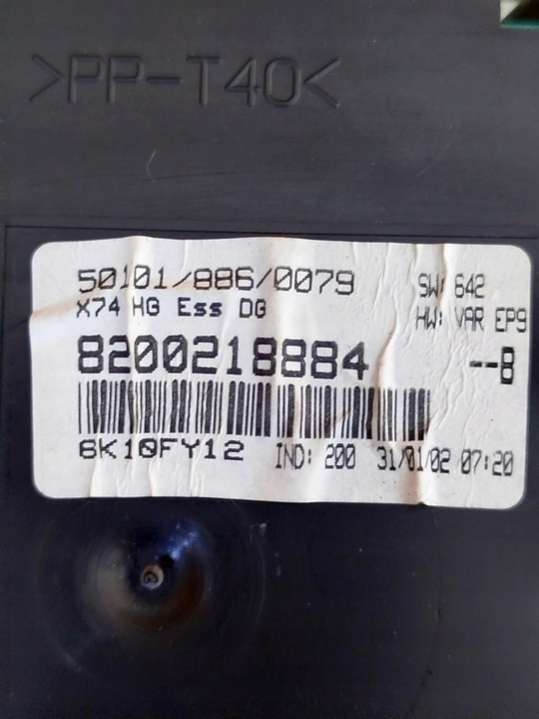 >PP-T40<
50101/886/0079 SW: 642
X74 HG Ess DG HW: VAR EP9
8200218884 --B
6K10FY12 IND: 200 31/01/02 07:20